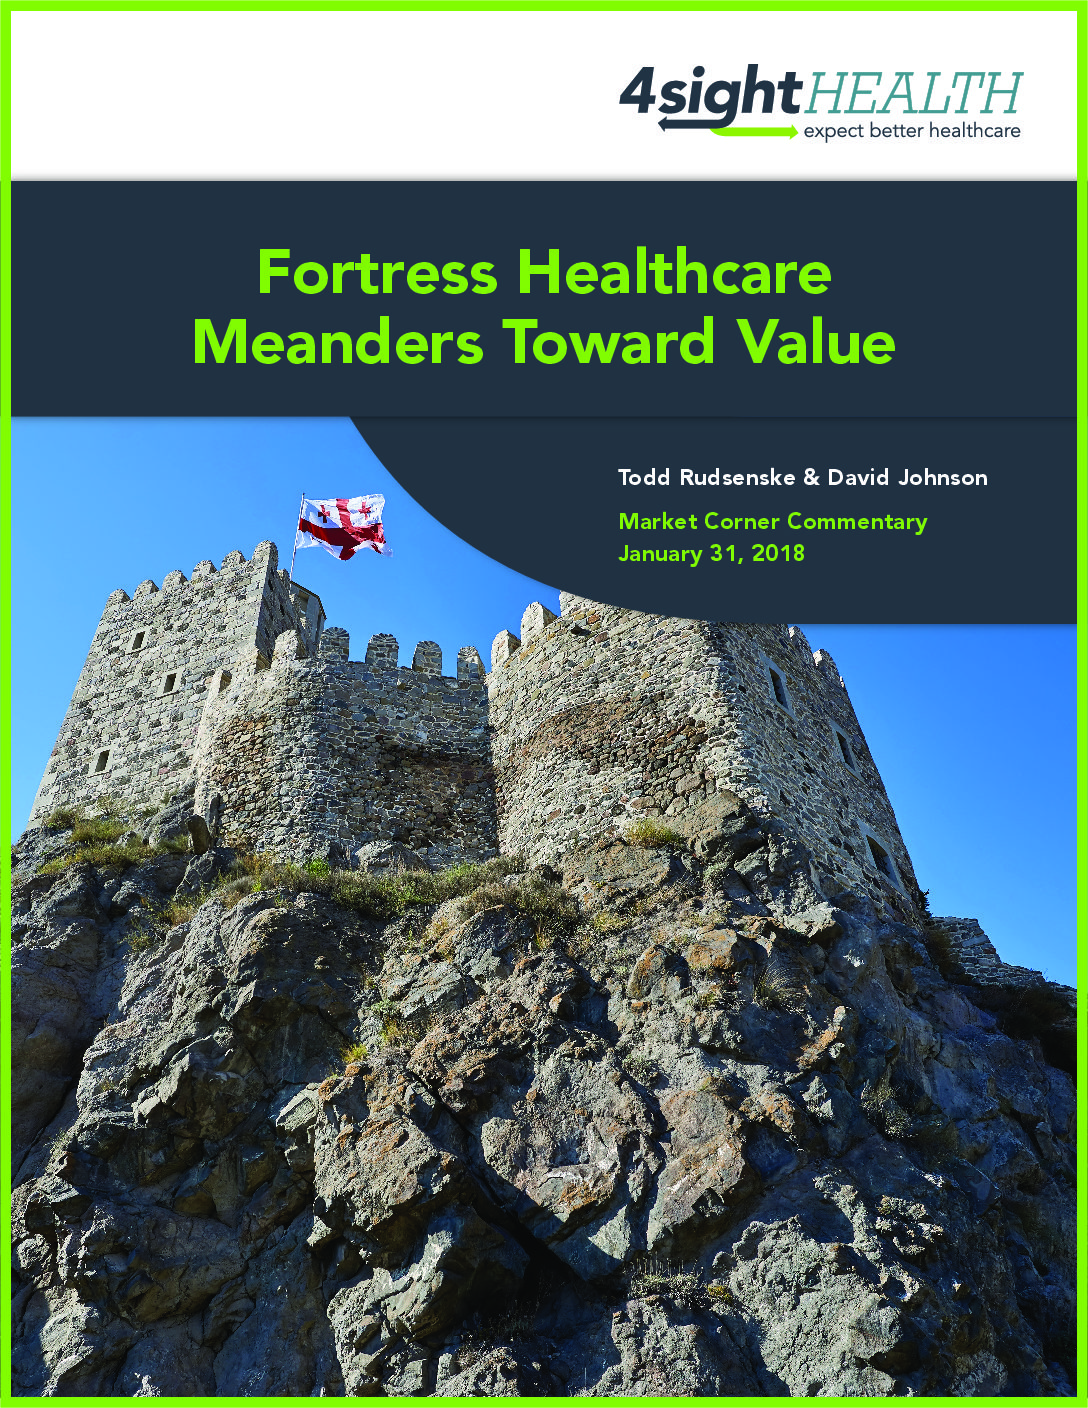 4sightHEALTH
expect better healthcare
Fortress Healthcare
Meanders Toward Value
Todd Rudsenske & David Johnson
Market Corner Commentary
January 31, 2018